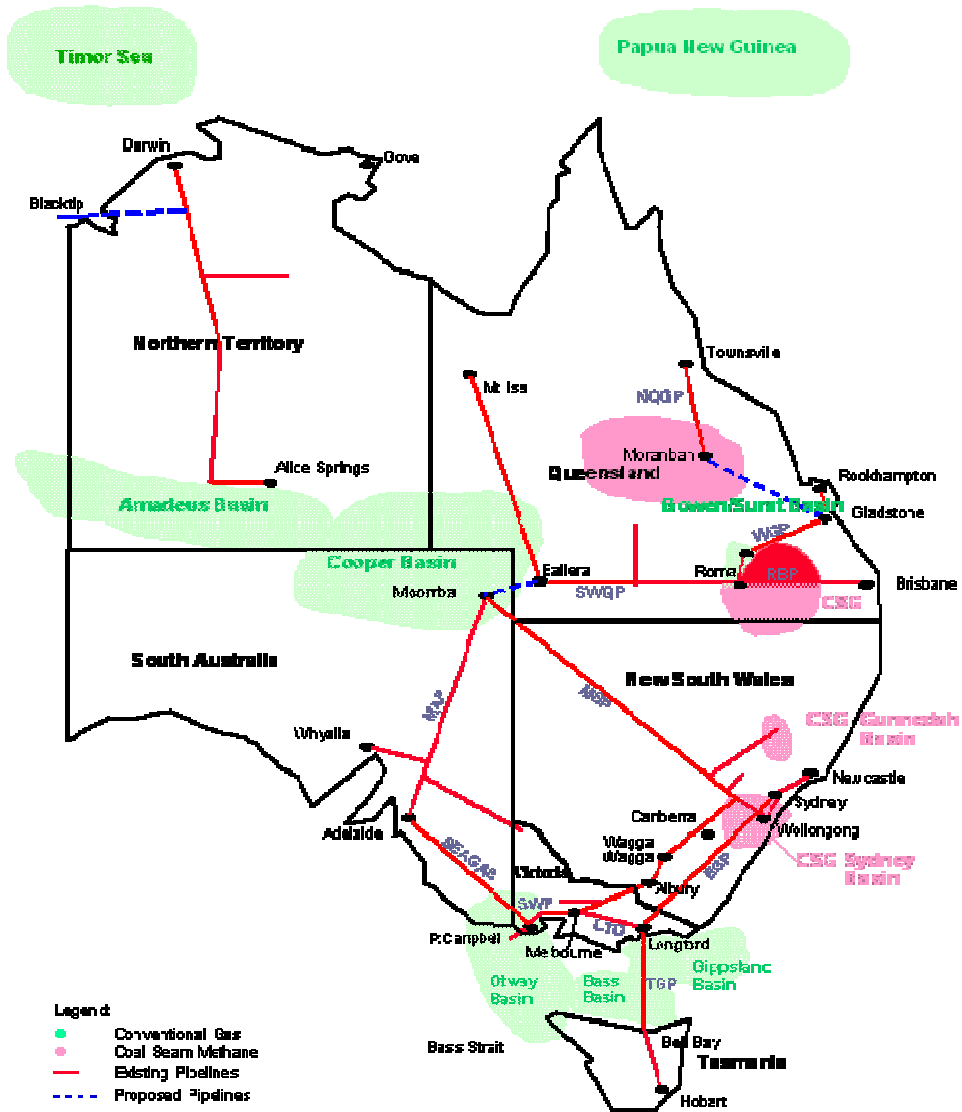 Timor Sea
Papua New Guinea
Darwin
Gove
Blacktip
Northern Territory
Townsville
Mt Isa
NQGP
Moranbah
Queensland
Alice Springs
Rockhampton
Amadeus Basin
Bowen/Surat Basin
Gladstone
WGP
Cooper Basin
Ballera
Roma
RBP
Brisbane
Moomba
SWQP
CSG
South Australia
New South Wales
MAP
MSP
CSG Gunnedah
Basin
Whyalla
Newcastle
Sydney
Canberra
Adelaide
Wollongong
Wagga
Wagga
SEAGAS
EGP
CSG Sydney
Basin
Victoria
Albury
SWP
LTD
P.Campbell
Longford
Melbourne
Gippsland
Basin
Otway
Basin
Bass
Basin
TGP
Legend:
Conventional Gas
Coal Seam Methane
Existing Pipelines
Proposed Pipelines
Bass Strait
Bell Bay
Tasmania
Hobart